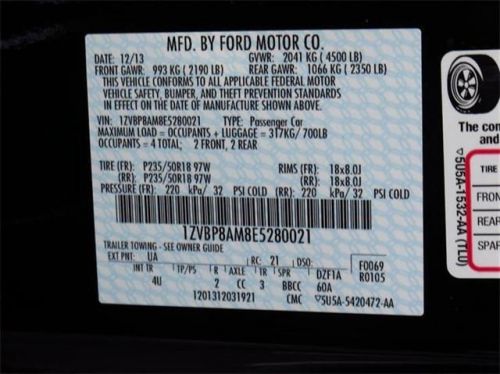 MFD. BY FORD MOTOR CO.
DATE: 12/13 GVWR: 2041 KG ( 4500 LB)
FRONT GAWR: 993 KG ( 2190 LB) REAR GAWR: 1066 KG ( 2350 LB)
THIS VEHICLE CONFORMS TO ALL APPLICABLE FEDERAL MOTOR
VEHICLE SAFETY, BUMPER, AND THEFT PREVENTION STANDARDS
IN EFFECT ON THE DATE OF MANUFACTURE SHOWN ABOVE.
VIN: 1ZVBP8AM8E5280021 TYPE: Passenger Car
MAXIMUM LOAD = OCCUPANTS + LUGGAGE = 317KG/ 700LB
OCCUPANTS = 4 TOTAL; 2 FRONT, 2 REAR
TIRE (FR): P235/50R18 97W RIMS (FR): 18x8.0J
(RR): P235/50R18 97W (RR): 18x8.0J
PRESSURE (FR): 220 kPa/ 32 PSI COLD (RR): 220 kPa/ 32 PSI COLD
1ZVBP8AM8E5280021
TRAILER TOWING - SEE OWNER GUIDE
EXT PNT: UA RC: 21 DSO: F0069
R0105
INT TR TP/PS R AXLE TR SPR DZF1A
4U 2 CC 3 BBCC 60A
1201312031921 CMC 5U5A-5420472-AA
5U5A-1532-AA (TLU)
The con
and
TIRE
FRON
REAR
SPAR